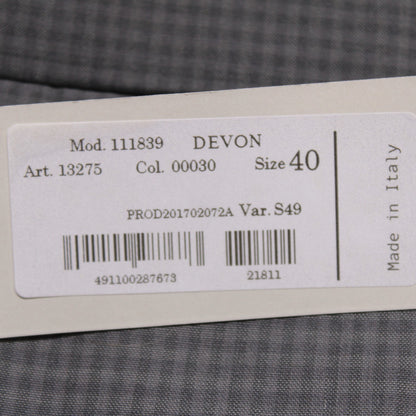 Mod. 111839 DEVON
Art. 13275 Col. 00030 Size 40
PROD201702072A Var. S49
491100287673 21811
Made in Italy